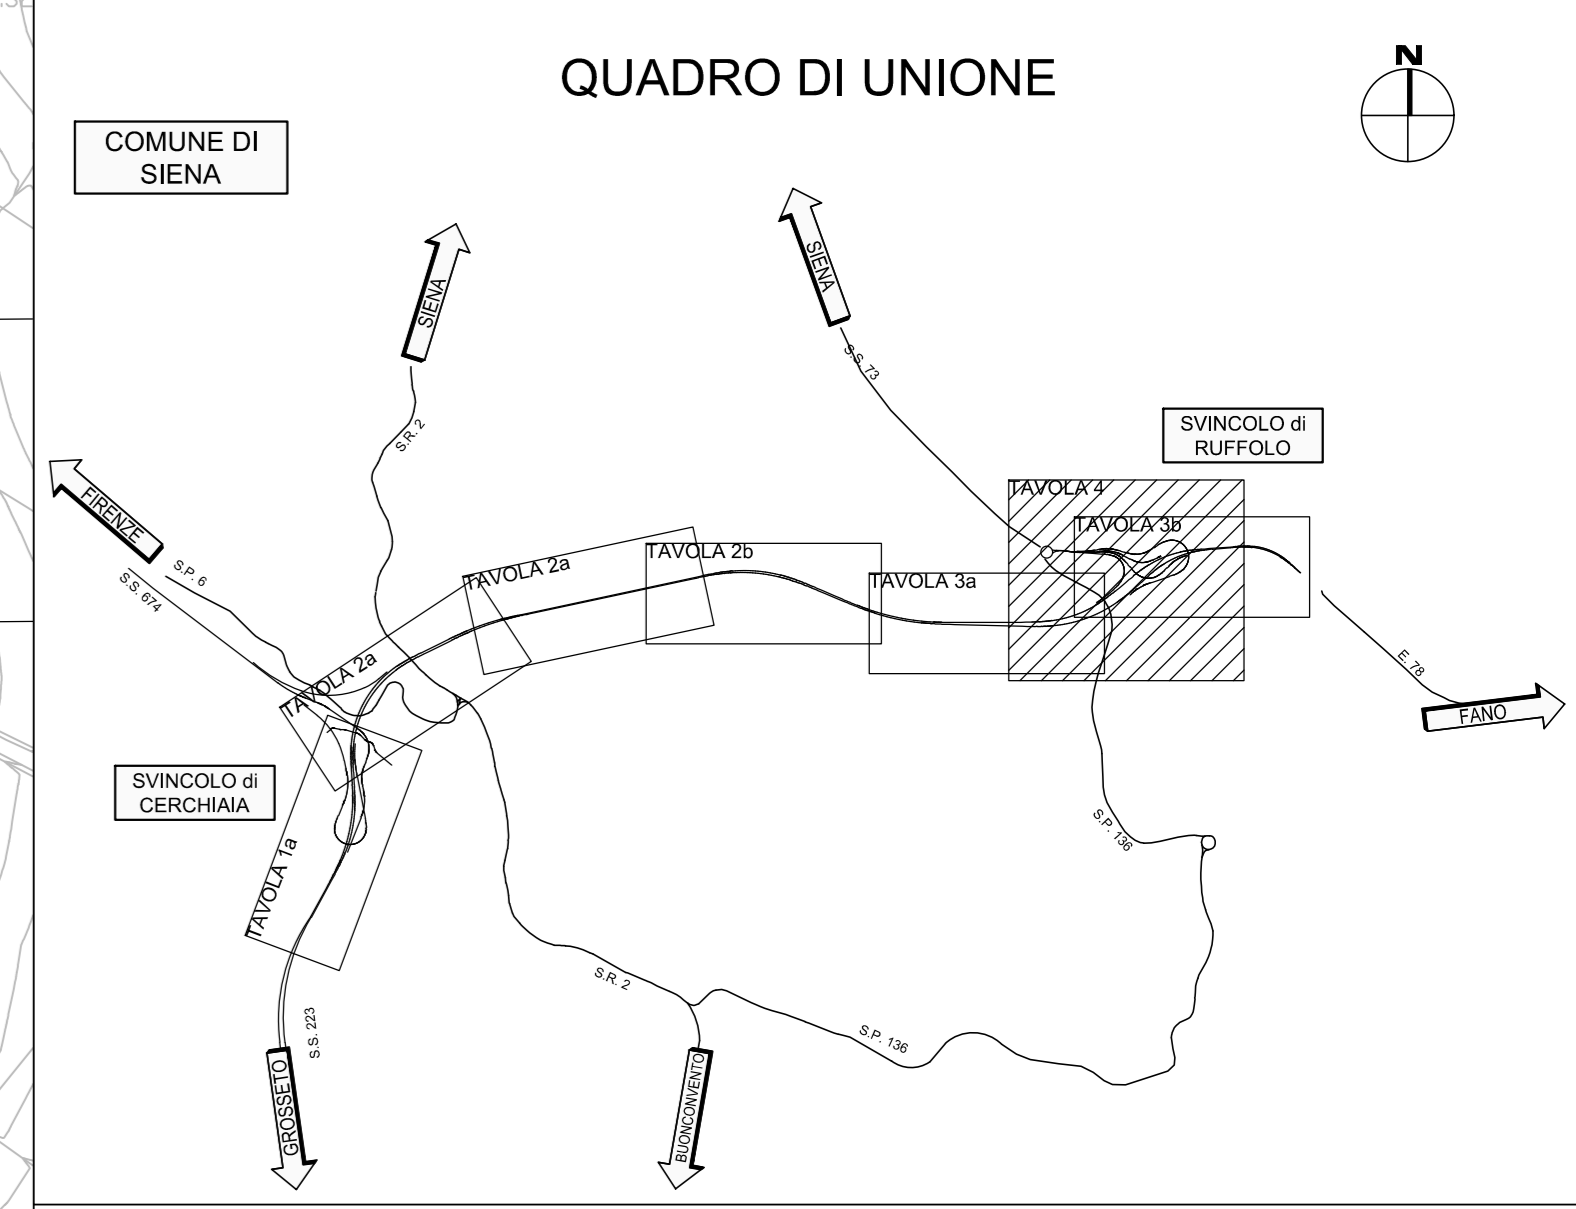 QUADRO DI UNIONE
N
COMUNE DI
SIENA
SIENA
SIENA
S.S. 73
S.R. 2
SVINCOLO di
RUFFOLO
FIRENZE
TAVOLA 4
TAVOLA 3b
TAVOLA 2b
TAVOLA 2a
TAVOLA 3a
S.P. 6
S.S. 674
TAVOLA 2a
E. 78
FANO
SVINCOLO di
CERCHIAIA
S.P. 136
TAVOLA 1a
S.R. 2
S.S. 223
S.P. 136
GROSSETO
BUONCONVENTO